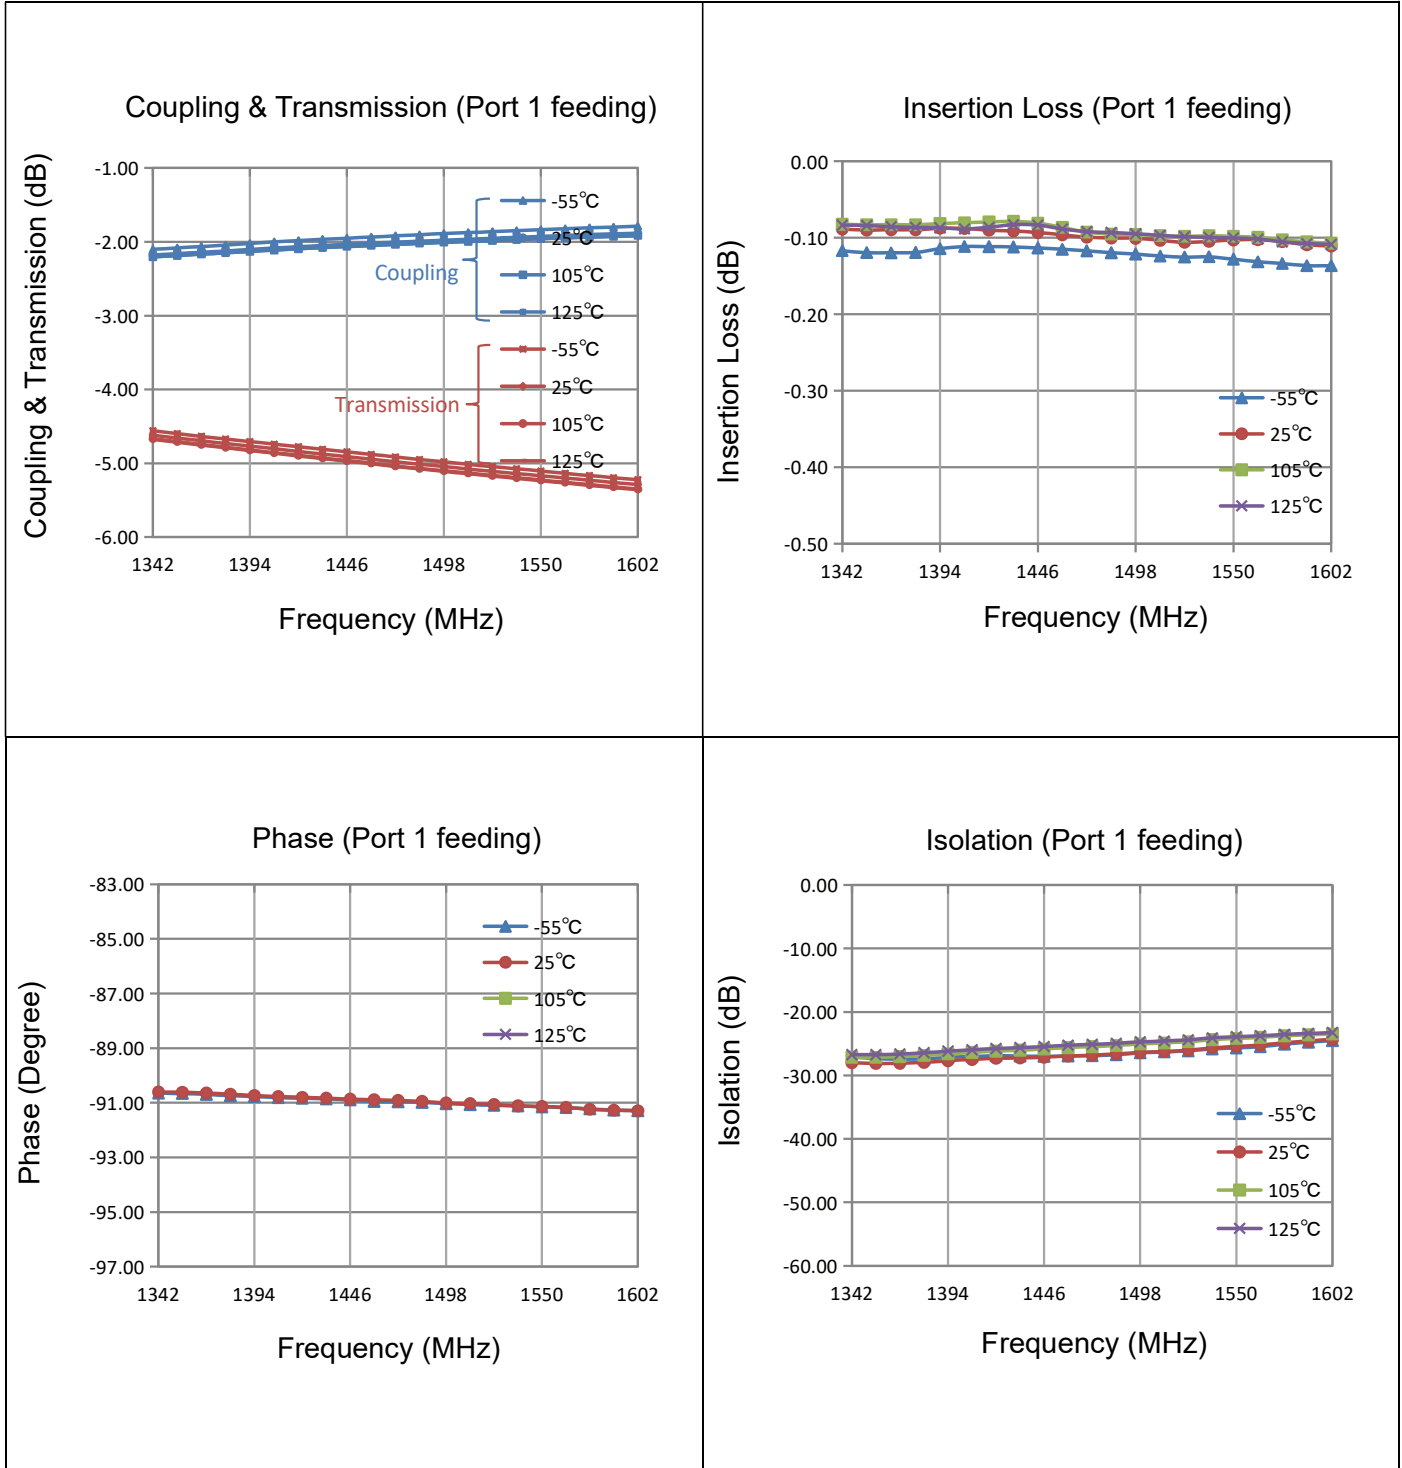 Coupling & Transmission (Port 1 feeding)
Coupling & Transmission (dB)
-1.00
-2.00
-3.00
-4.00
-5.00
-6.00
-55℃
25℃
105℃
125℃
Coupling
-55℃
25℃
105℃
125℃
Transmission
1342 1394 1446 1498 1550 1602
Frequency (MHz)
Insertion Loss (Port 1 feeding)
Insertion Loss (dB)
0.00
-0.10
-0.20
-0.30
-0.40
-0.50
-55℃
25℃
105℃
125℃
1342 1394 1446 1498 1550 1602
Frequency (MHz)
Phase (Port 1 feeding)
Phase (Degree)
-83.00
-85.00
-87.00
-89.00
-91.00
-93.00
-95.00
-97.00
-55℃
25℃
105℃
125℃
1342 1394 1446 1498 1550 1602
Frequency (MHz)
Isolation (Port 1 feeding)
Isolation (dB)
0.00
-10.00
-20.00
-30.00
-40.00
-50.00
-60.00
-55℃
25℃
105℃
125℃
1342 1394 1446 1498 1550 1602
Frequency (MHz)